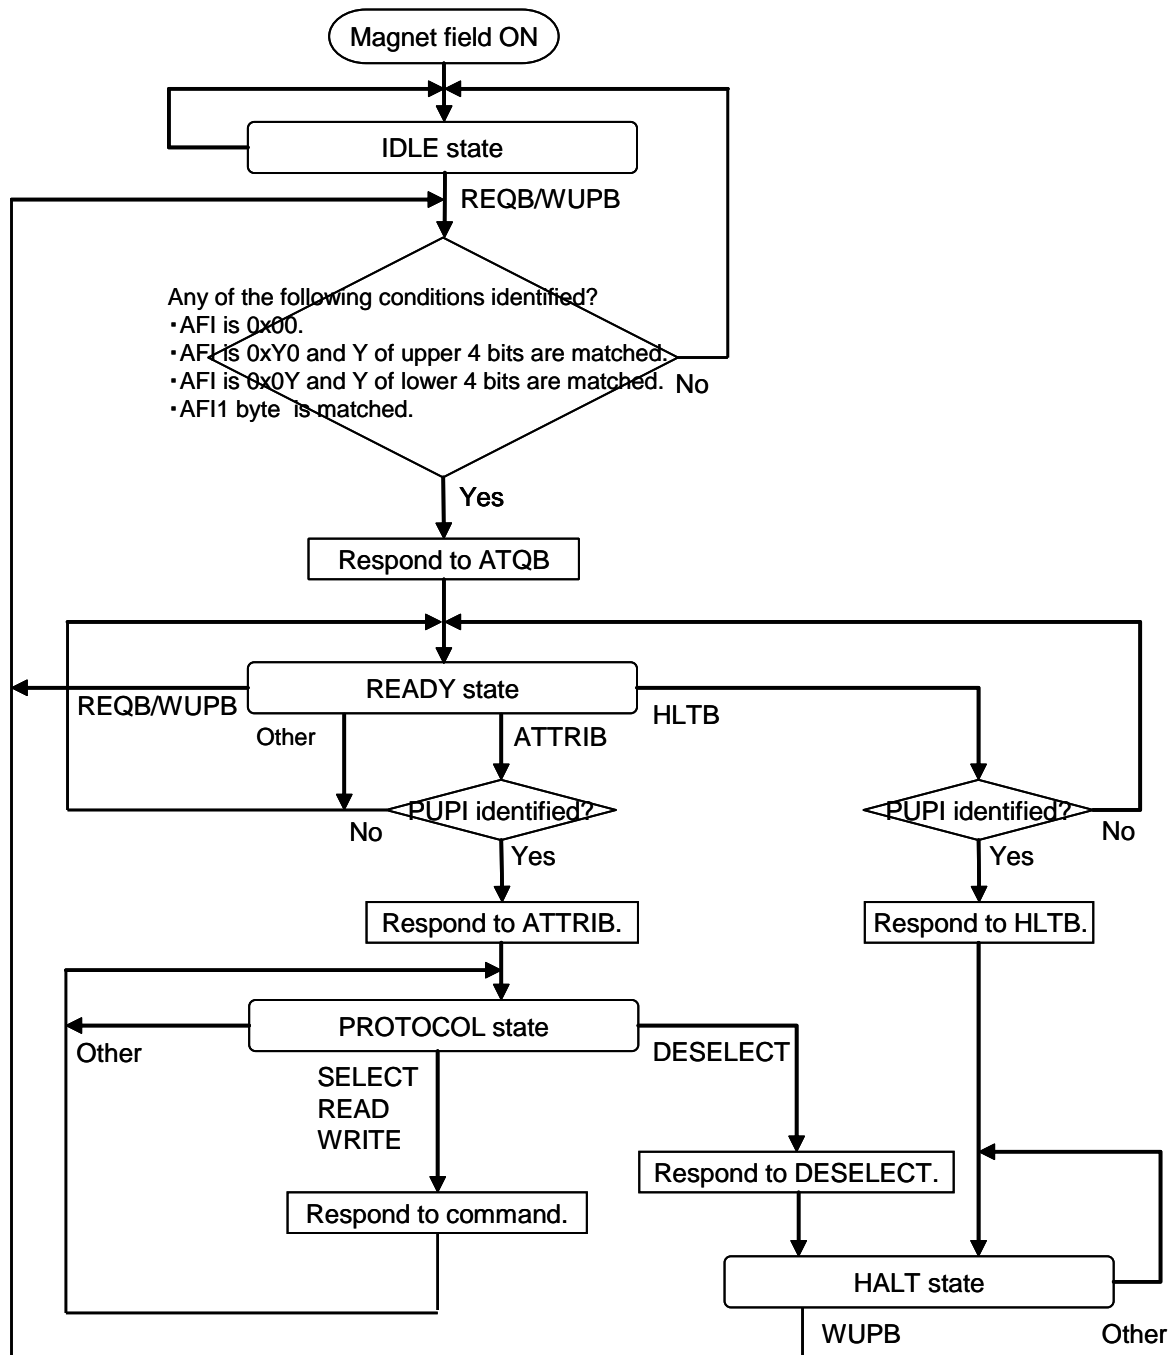 Magnet field ON
IDLE state
REQB/WUPB
Any of the following conditions identified?
・AFI is 0x00.
・AFI is 0xY0 and Y of upper 4 bits are matched.
・AFI is 0x0Y and Y of lower 4 bits are matched.
・AFI1 byte  is matched.
No
Yes
Respond to ATQB
READY state
REQB/WUPB
Other
ATTRIB
HLTB
PUPI identified?
No
Yes
PUPI identified?
No
Yes
Respond to ATTRIB.
Respond to HLTB.
PROTOCOL state
Other
SELECT
READ
WRITE
DESELECT
Respond to DESELECT.
Respond to command.
HALT state
WUPB
Other